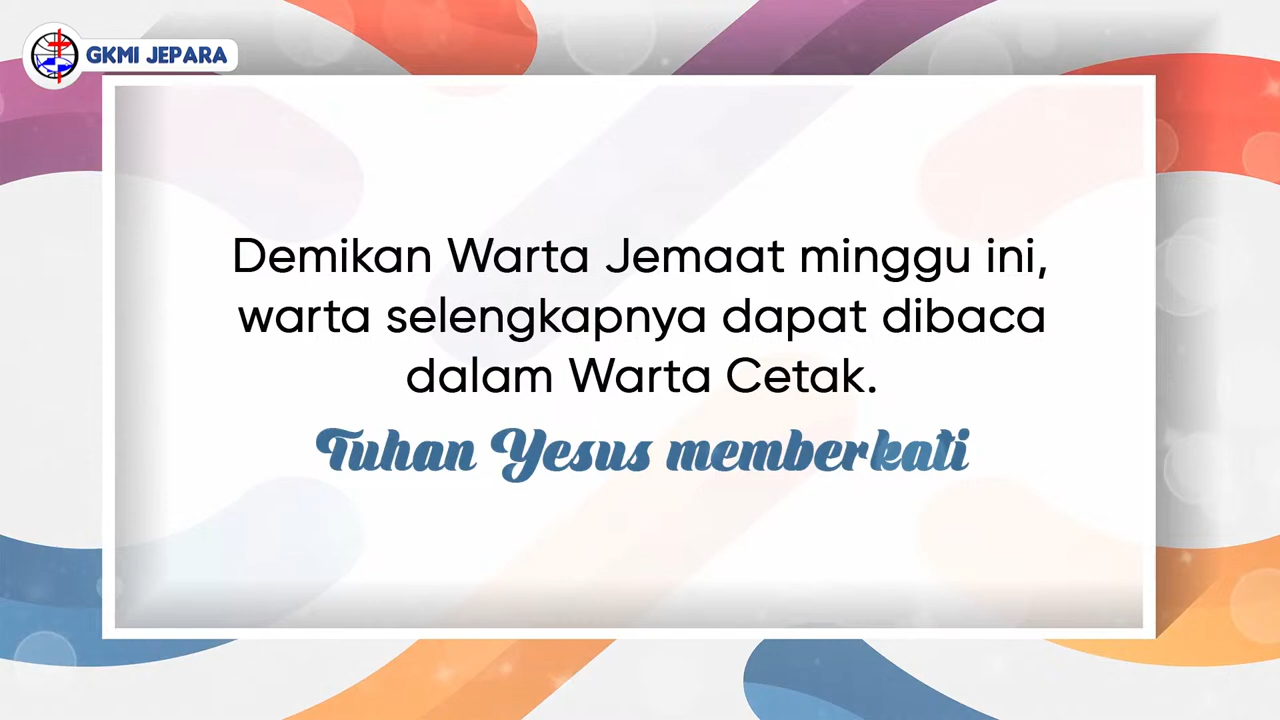 GKMI JEPARA
Demikan Warta Jemaat minggu ini,
warta selengkapnya dapat dibaca
dalam Warta Cetak.
Tuhan Yesus memberkati